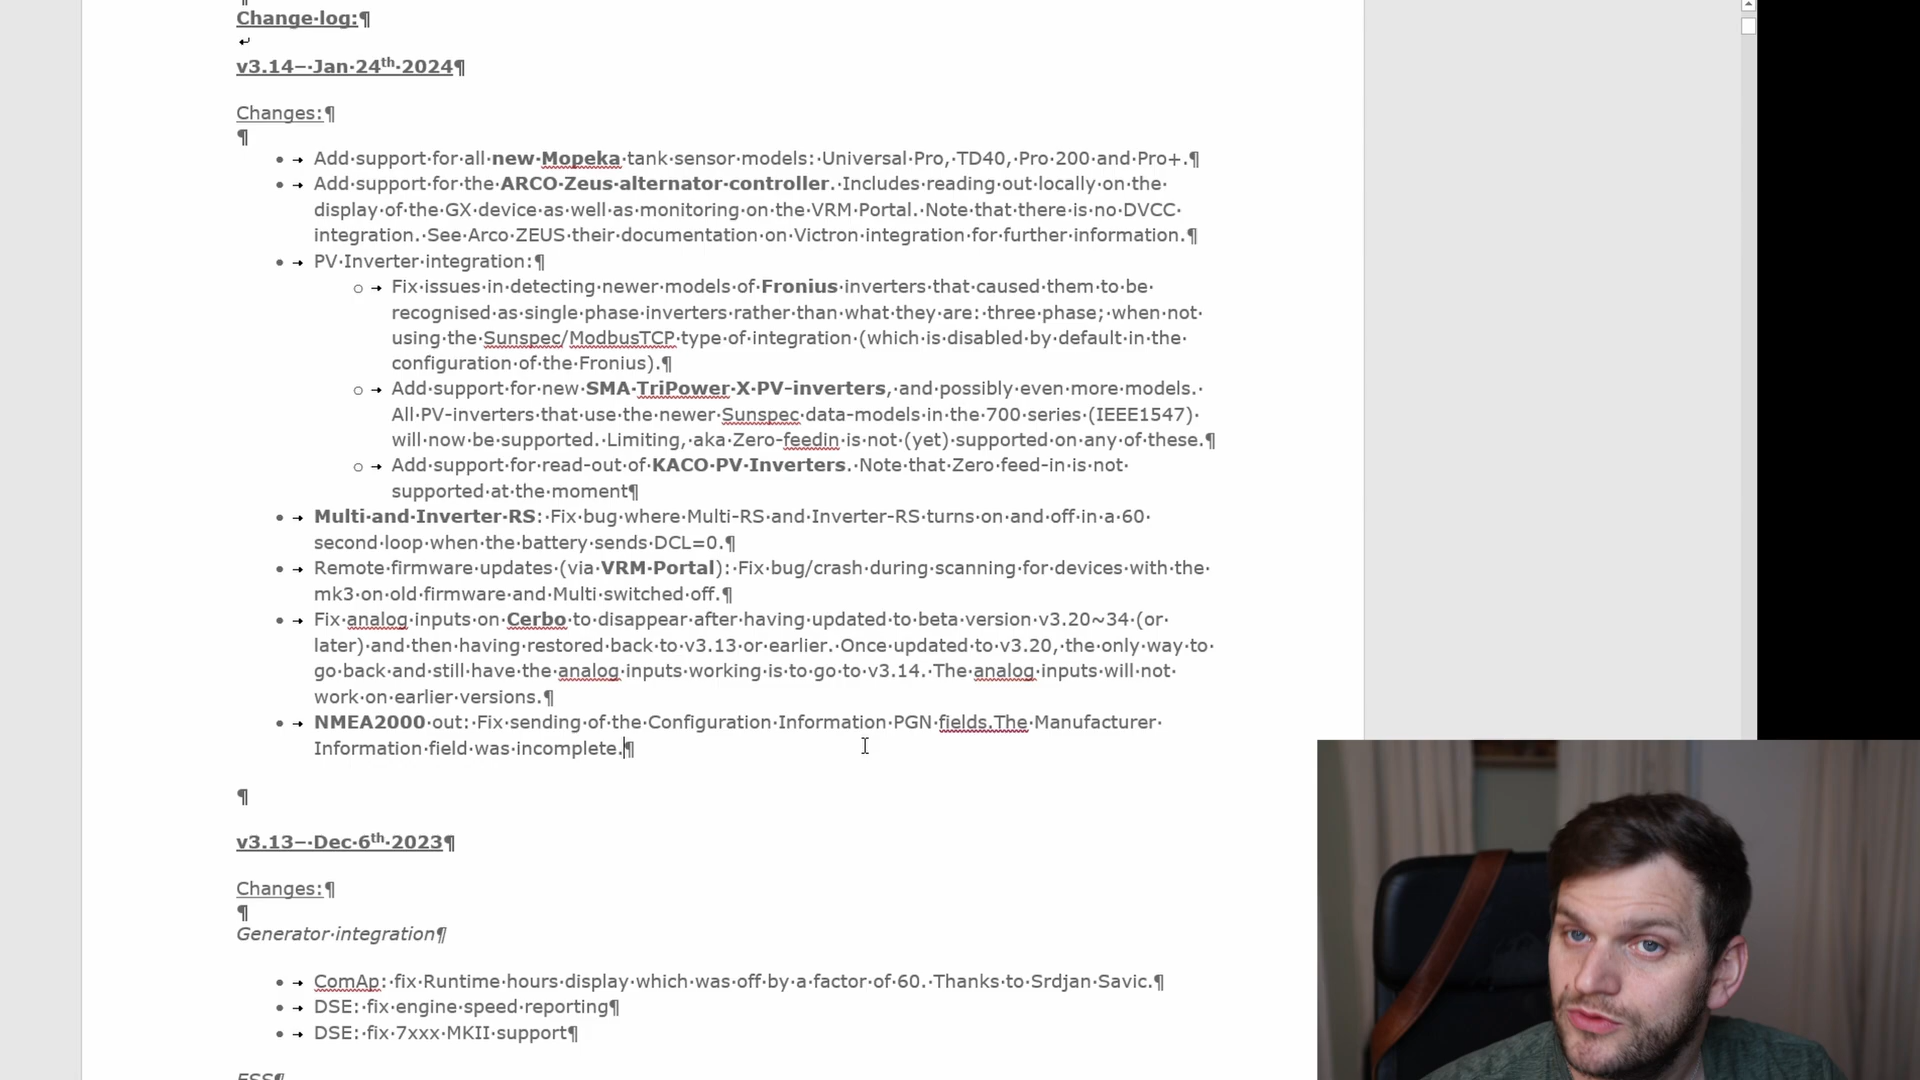 Change log:
v3.14– Jan 24th 2024
Changes:
Add support for all new Mopeka tank sensor models: Universal Pro, TD40, Pro 200 and Pro+.
Add support for the ARCO Zeus alternator controller. Includes reading out locally on the
display of the GX device as well as monitoring on the VRM Portal. Note that there is no DVCC
integration. See Arco ZEUS their documentation on Victron integration for further information.
PV Inverter integration:
Fix issues in detecting newer models of Fronius inverters that caused them to be
recognised as single phase inverters rather than what they are: three phase; when not
using the Sunspec/ModbusTCP type of integration (which is disabled by default in the
configuration of the Fronius).
Add support for new SMA TriPower X PV-inverters, and possibly even more models.
All PV-inverters that use the newer Sunspec data-models in the 700 series (IEEE1547)
will now be supported. Limiting, aka Zero-feedin is not (yet) supported on any of these.
Add support for read-out of KACO PV Inverters. Note that Zero feed-in is not
supported at the moment
Multi and Inverter RS: Fix bug where Multi-RS and Inverter-RS turns on and off in a 60
second loop when the battery sends DCL=0.
Remote firmware updates (via VRM Portal): Fix bug/crash during scanning for devices with the
mk3 on old firmware and Multi switched off.
Fix analog inputs on Cerbo to disappear after having updated to beta version v3.20~34 (or
later) and then having restored back to v3.13 or earlier. Once updated to v3.20, the only way to
go back and still have the analog inputs working is to go to v3.14. The analog inputs will not
work on earlier versions.
NMEA2000 out: Fix sending of the Configuration Information PGN fields.The Manufacturer
Information field was incomplete.
v3.13– Dec 6th 2023
Changes:
Generator integration
ComAp: fix Runtime hours display which was off by a factor of 60. Thanks to Srdjan Savic.
DSE: fix engine speed reporting
DSE: fix 7xxx MKII support
ESS